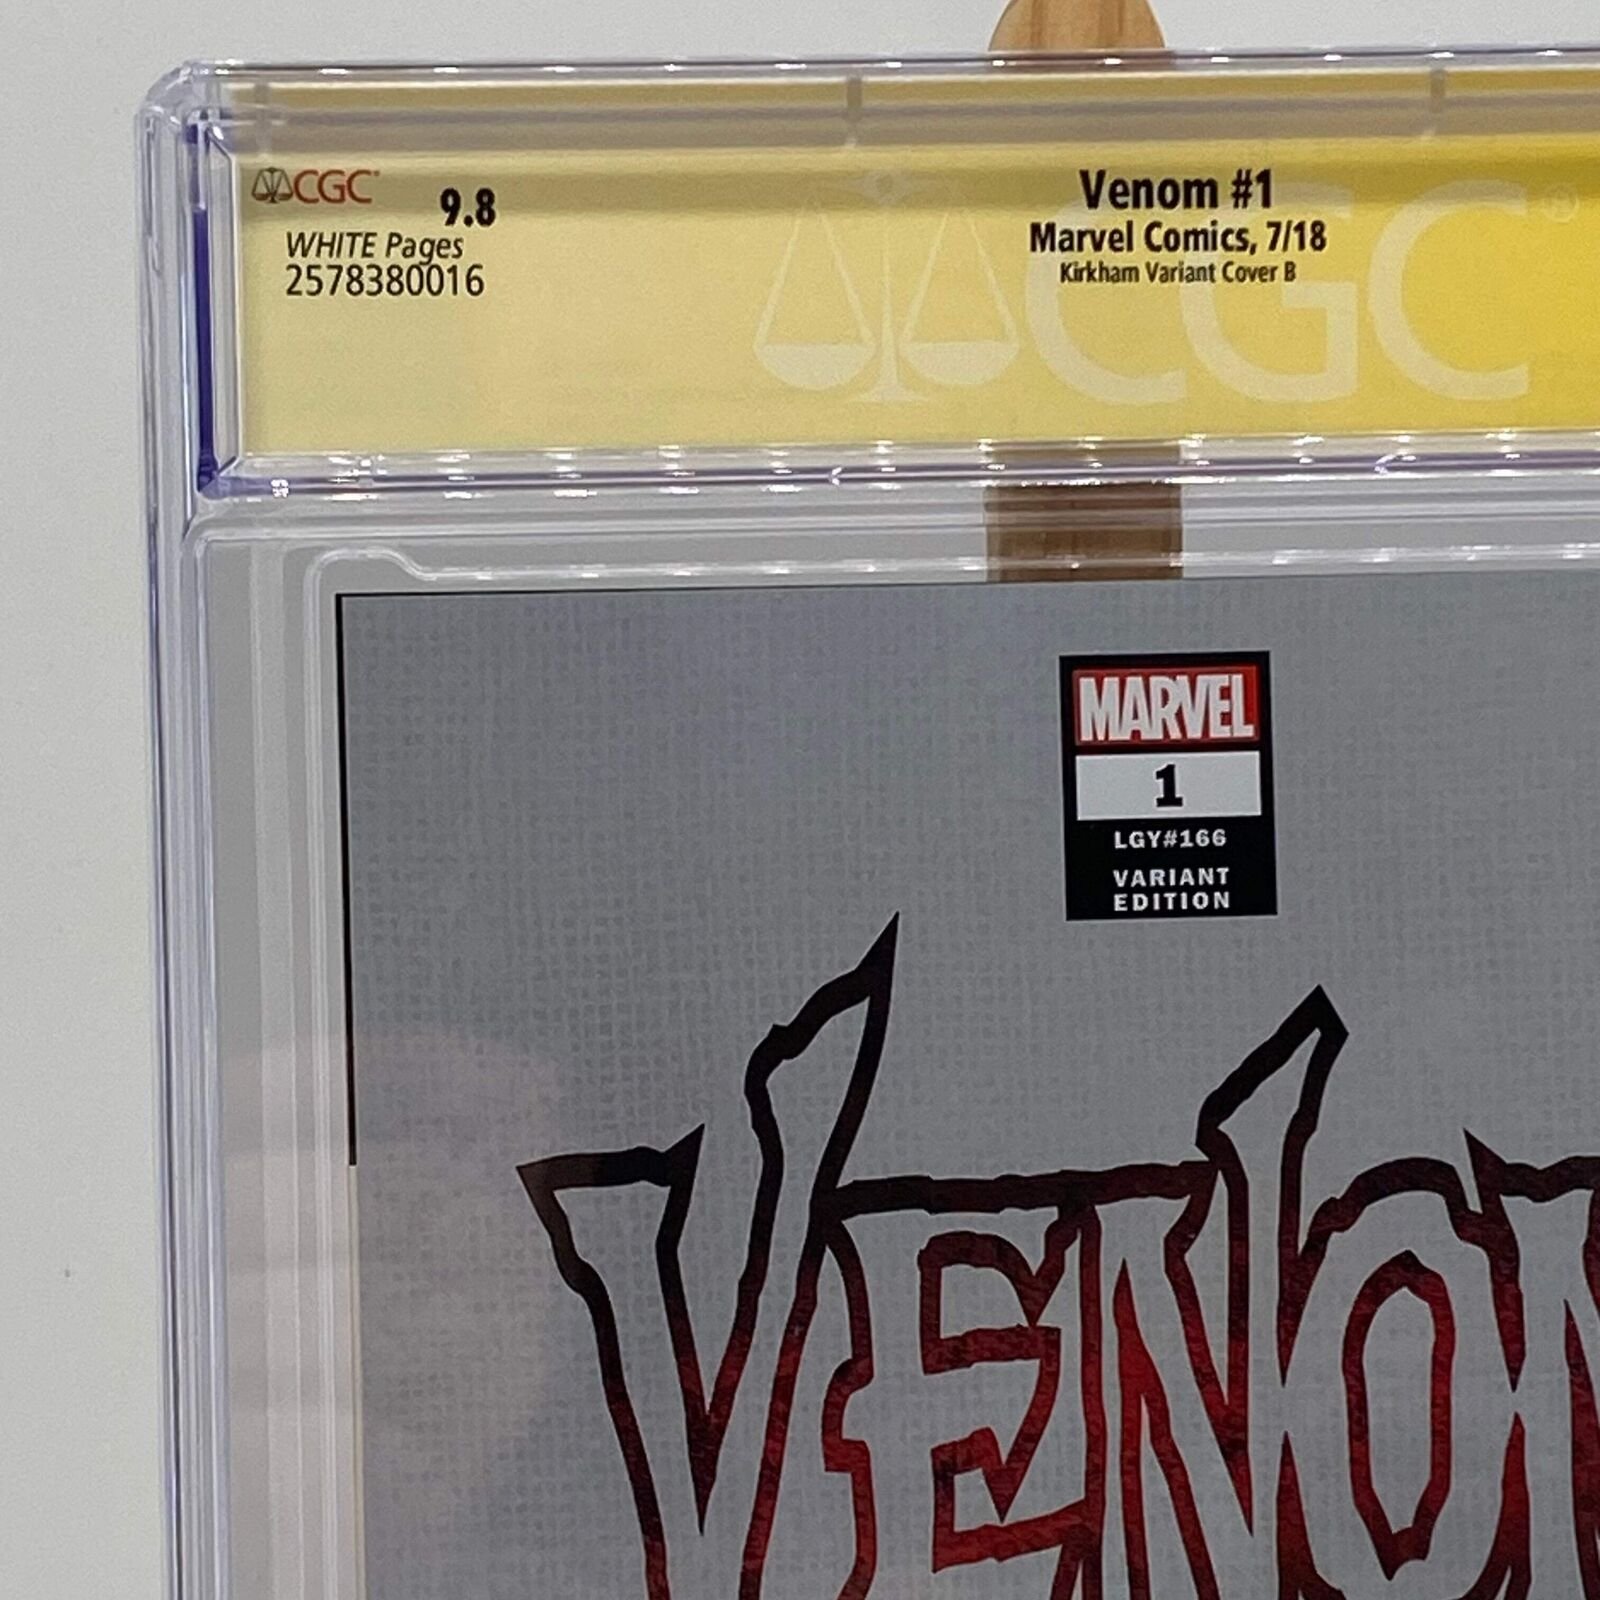 CGC
9.8
WHITE Pages
2578380016
Venom #1
Marvel Comics, 7/18
Kirkham Variant Cover B
CGC
MARVEL
1
LGY#166
VARIANT
EDITION
VENOM